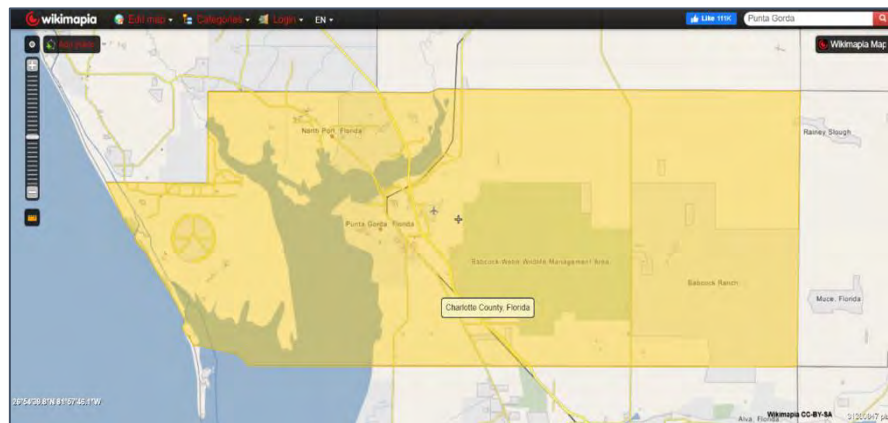 wikimapia Edit map Categories Login EN Like 111K Punta Gorda
Add place Wikimapia Map
North Port, Florida
Rainey Slough
Punta Gorda, Florida
Babcock-Webb Wildlife Management Area
Babcock Ranch
Charlotte County, Florida
Muce, Florida
Wikimapia CC-BY-SA
Alva, Florida